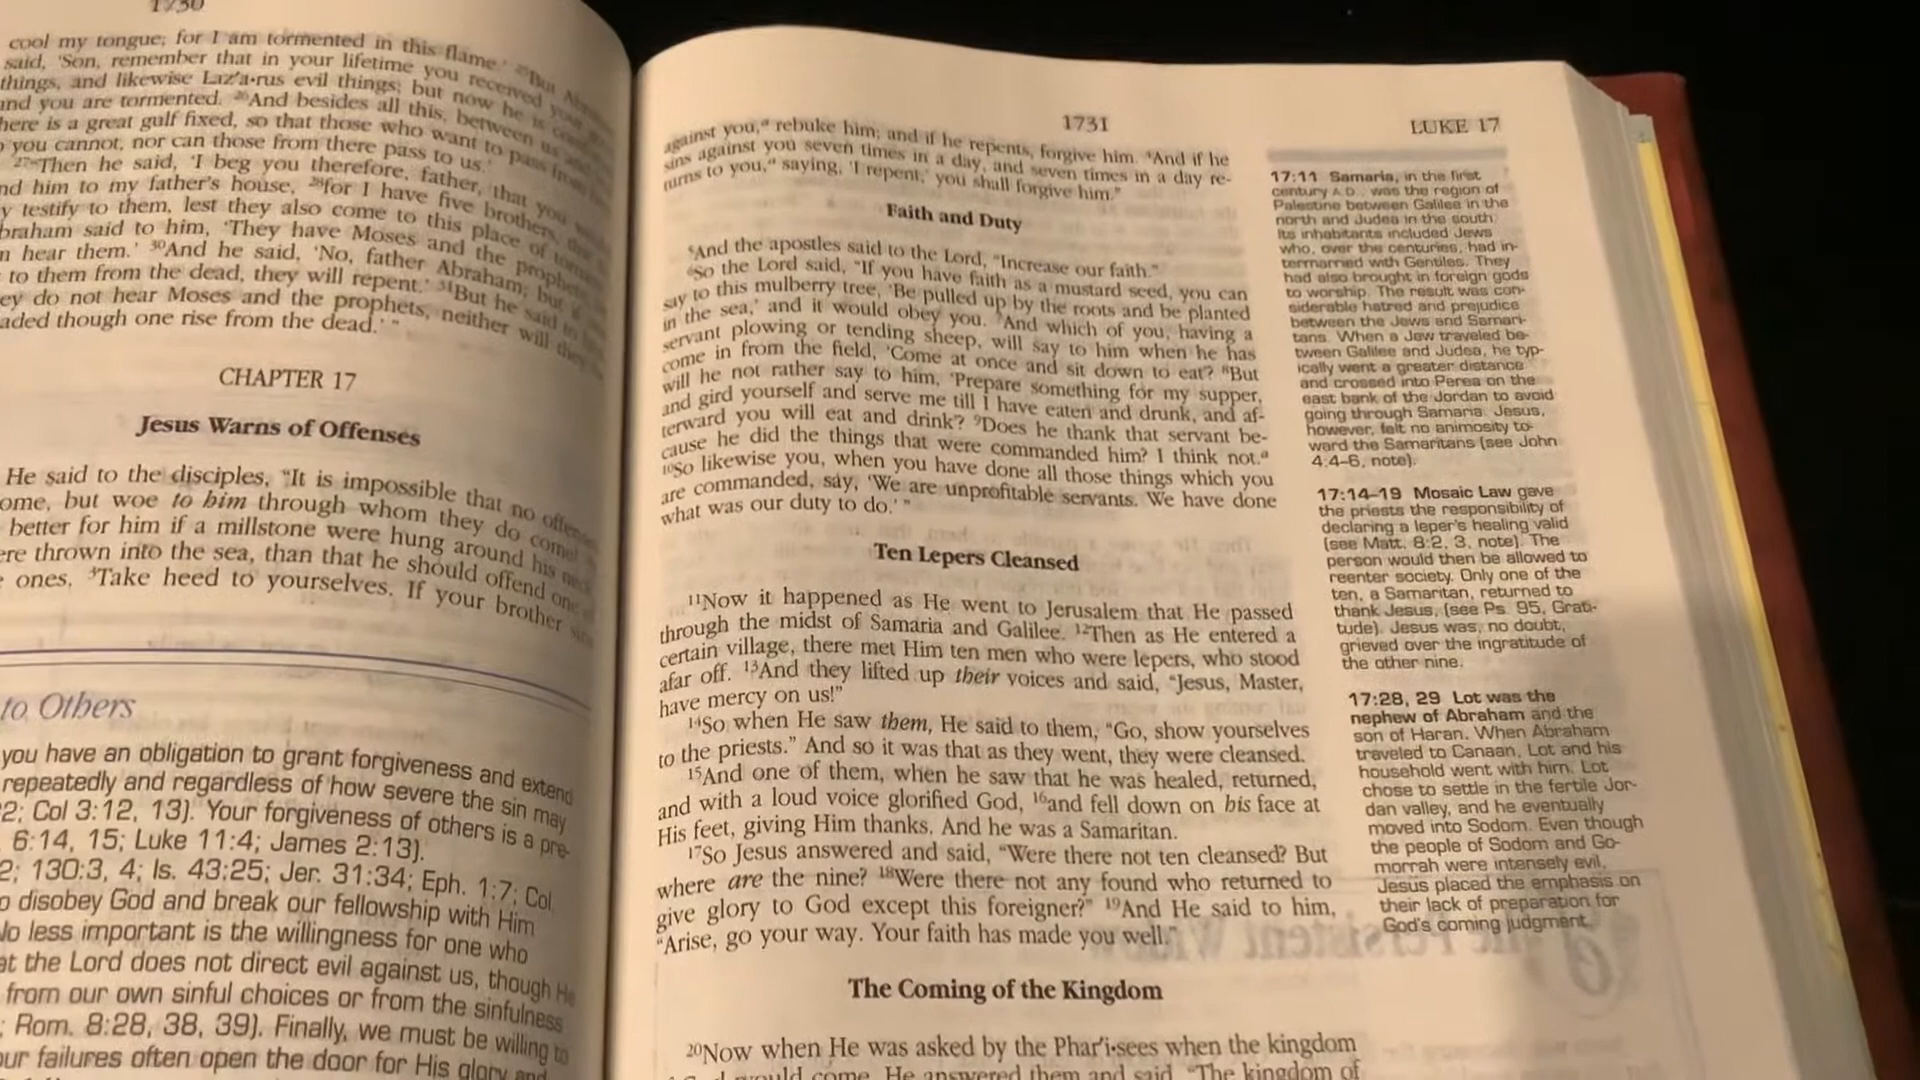 1730
cool my tongue; for I am tormented in this flame.' 25But
said, 'Son, remember that in your lifetime you received your
things, and likewise Laz'a•rus evil things; but now he is
and you are tormented. 26And besides all this, between us
here is a great gulf fixed, so that those who want to pass from
you cannot, nor can those from there pass to us.'
27"Then he said, 'I beg you therefore, father, that you
nd him to my father's house, 28for I have five brothers,
y testify to them, lest they also come to this place of
braham said to him, 'They have Moses and the prophets;
n hear them.' 30And he said, 'No, father Abraham; but if
to them from the dead, they will repent.' 31But he said to
ey do not hear Moses and the prophets, neither will they
aded though one rise from the dead.' "
CHAPTER 17
Jesus Warns of Offenses
He said to the disciples, "It is impossible that no offenses
ome, but woe to him through whom they do come!
better for him if a millstone were hung around his neck
ere thrown into the sea, than that he should offend one of
ones. 3Take heed to yourselves. If your brother sins
to Others
you have an obligation to grant forgiveness and extend
repeatedly and regardless of how severe the sin may
2; Col 3:12, 13). Your forgiveness of others is a pre-
6:14, 15; Luke 11:4; James 2:13).
2; 130:3, 4; Is. 43:25; Jer. 31:34; Eph. 1:7; Col.
o disobey God and break our fellowship with Him
No less important is the willingness for one who
at the Lord does not direct evil against us, though He
from our own sinful choices or from the sinfulness
; Rom. 8:28, 38, 39). Finally, we must be willing to
our failures often open the door for His glory and
1731
LUKE 17
against you,a rebuke him; and if he repents, forgive him. 4And if he
sins against you seven times in a day, and seven times in a day re-
turns to you,a saying, 'I repent,' you shall forgive him."
Faith and Duty
5And the apostles said to the Lord, "Increase our faith."
6So the Lord said, "If you have faith as a mustard seed, you can
say to this mulberry tree, 'Be pulled up by the roots and be planted
in the sea,' and it would obey you. 7And which of you, having a
servant plowing or tending sheep, will say to him when he has
come in from the field, 'Come at once and sit down to eat'? 8But
will he not rather say to him, 'Prepare something for my supper,
and gird yourself and serve me till I have eaten and drunk, and af-
terward you will eat and drink'? 9Does he thank that servant be-
cause he did the things that were commanded him? I think not.a
10So likewise you, when you have done all those things which you
are commanded, say, 'We are unprofitable servants. We have done
what was our duty to do.' "
Ten Lepers Cleansed
11Now it happened as He went to Jerusalem that He passed
through the midst of Samaria and Galilee. 12Then as He entered a
certain village, there met Him ten men who were lepers, who stood
afar off. 13And they lifted up their voices and said, "Jesus, Master,
have mercy on us!"
14So when He saw them, He said to them, "Go, show yourselves
to the priests." And so it was that as they went, they were cleansed.
15And one of them, when he saw that he was healed, returned,
and with a loud voice glorified God, 16and fell down on his face at
His feet, giving Him thanks. And he was a Samaritan.
17So Jesus answered and said, "Were there not ten cleansed? But
where are the nine? 18Were there not any found who returned to
give glory to God except this foreigner?" 19And He said to him,
"Arise, go your way. Your faith has made you well."
The Coming of the Kingdom
20Now when He was asked by the Phar'i•sees when the kingdom
would come, He answered them and said, "The kingdom of
17:11 Samaria, in the first
century A.D., was the region of
Palestine between Galilee in the
north and Judea in the south.
Its inhabitants included Jews
who, over the centuries, had in-
termarried with Gentiles. They
had also brought in foreign gods
to worship. The result was con-
siderable hatred and prejudice
between the Jews and Samari-
tans. When a Jew traveled be-
tween Galilee and Judea, he typ-
ically went a greater distance
and crossed into Perea on the
east bank of the Jordan to avoid
going through Samaria. Jesus,
however, felt no animosity to-
ward the Samaritans (see John
4:4–6, note).
17:14–19 Mosaic Law gave
the priests the responsibility of
declaring a leper's healing valid
(see Matt. 8:2, 3, note). The
person would then be allowed to
reenter society. Only one of the
ten, a Samaritan, returned to
thank Jesus, (see Ps. 95, Grati-
tude). Jesus was, no doubt,
grieved over the ingratitude of
the other nine.
17:28, 29 Lot was the
nephew of Abraham and the
son of Haran. When Abraham
traveled to Canaan, Lot and his
household went with him. Lot
chose to settle in the fertile Jor-
dan valley, and he eventually
moved into Sodom. Even though
the people of Sodom and Go-
morrah were intensely evil,
Jesus placed the emphasis on
their lack of preparation for
God's coming judgment.